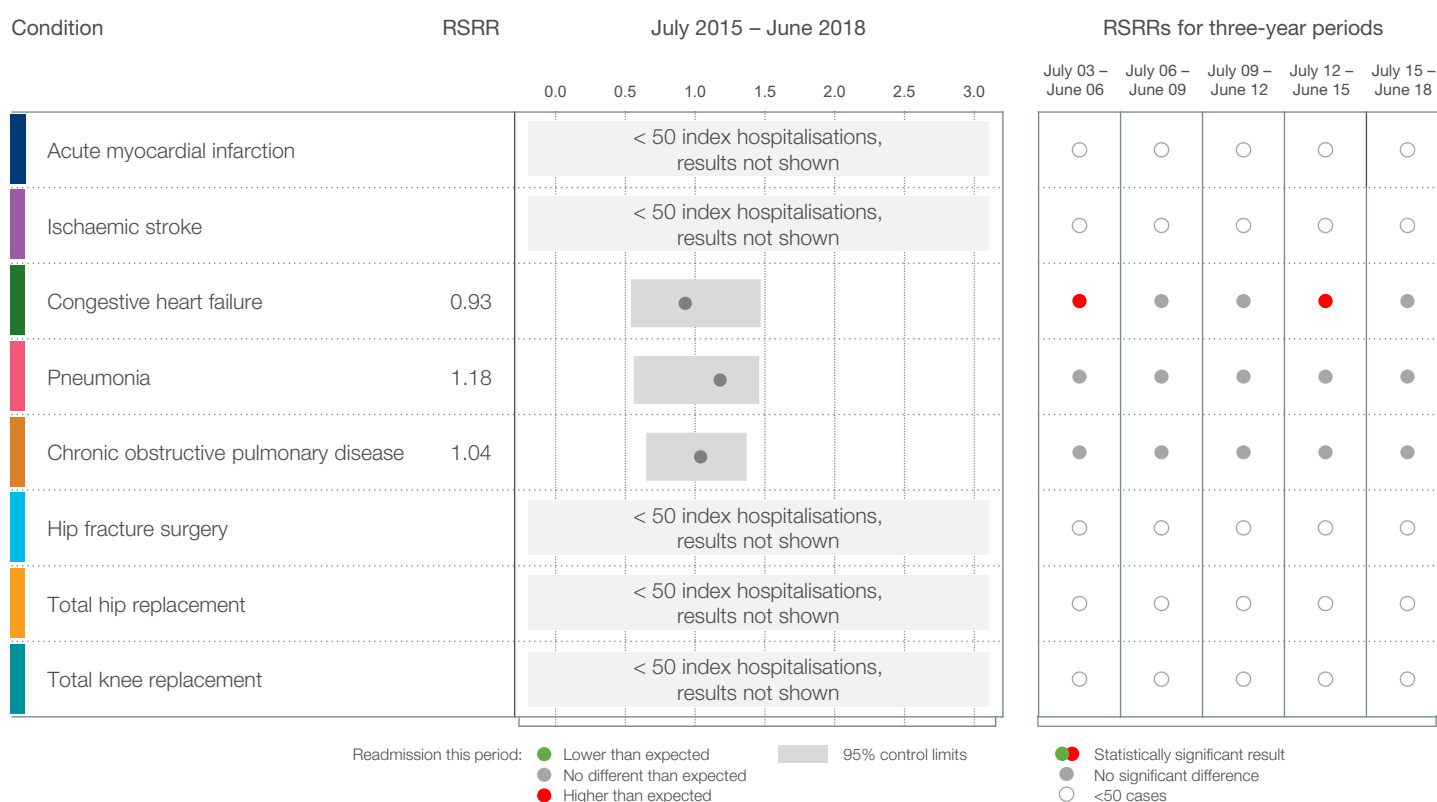 Condition
RSRR
July 2015 – June 2018
RSRRs for three-year periods
0.0 0.5 1.0 1.5 2.0 2.5 3.0
July 03 – June 06
July 06 – June 09
July 09 – June 12
July 12 – June 15
July 15 – June 18
Acute myocardial infarction
< 50 index hospitalisations,
results not shown
Ischaemic stroke
< 50 index hospitalisations,
results not shown
Congestive heart failure 0.93
Pneumonia 1.18
Chronic obstructive pulmonary disease 1.04
Hip fracture surgery
< 50 index hospitalisations,
results not shown
Total hip replacement
< 50 index hospitalisations,
results not shown
Total knee replacement
< 50 index hospitalisations,
results not shown
Readmission this period:
Lower than expected
No different than expected
Higher than expected
95% control limits
Statistically significant result
No significant difference
<50 cases